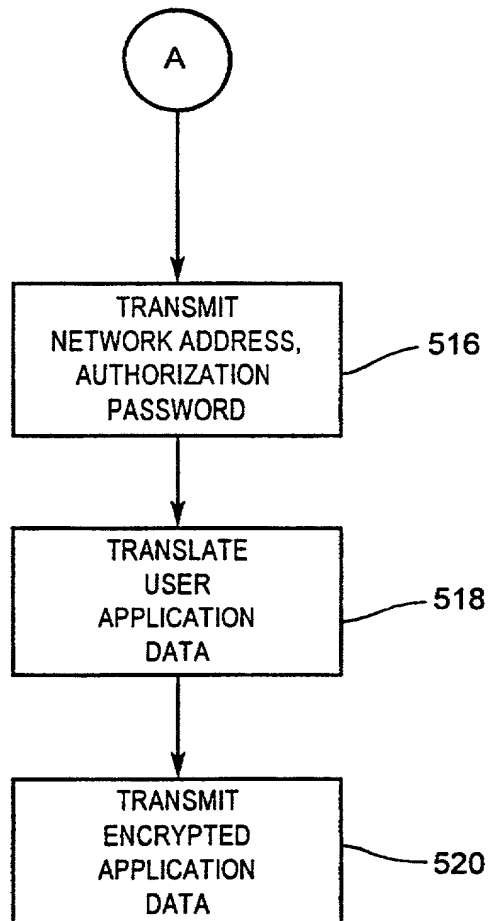 A
TRANSMIT
NETWORK ADDRESS,
AUTHORIZATION
PASSWORD
516
TRANSLATE
USER
APPLICATION
DATA
518
TRANSMIT
ENCRYPTED
APPLICATION
DATA
520